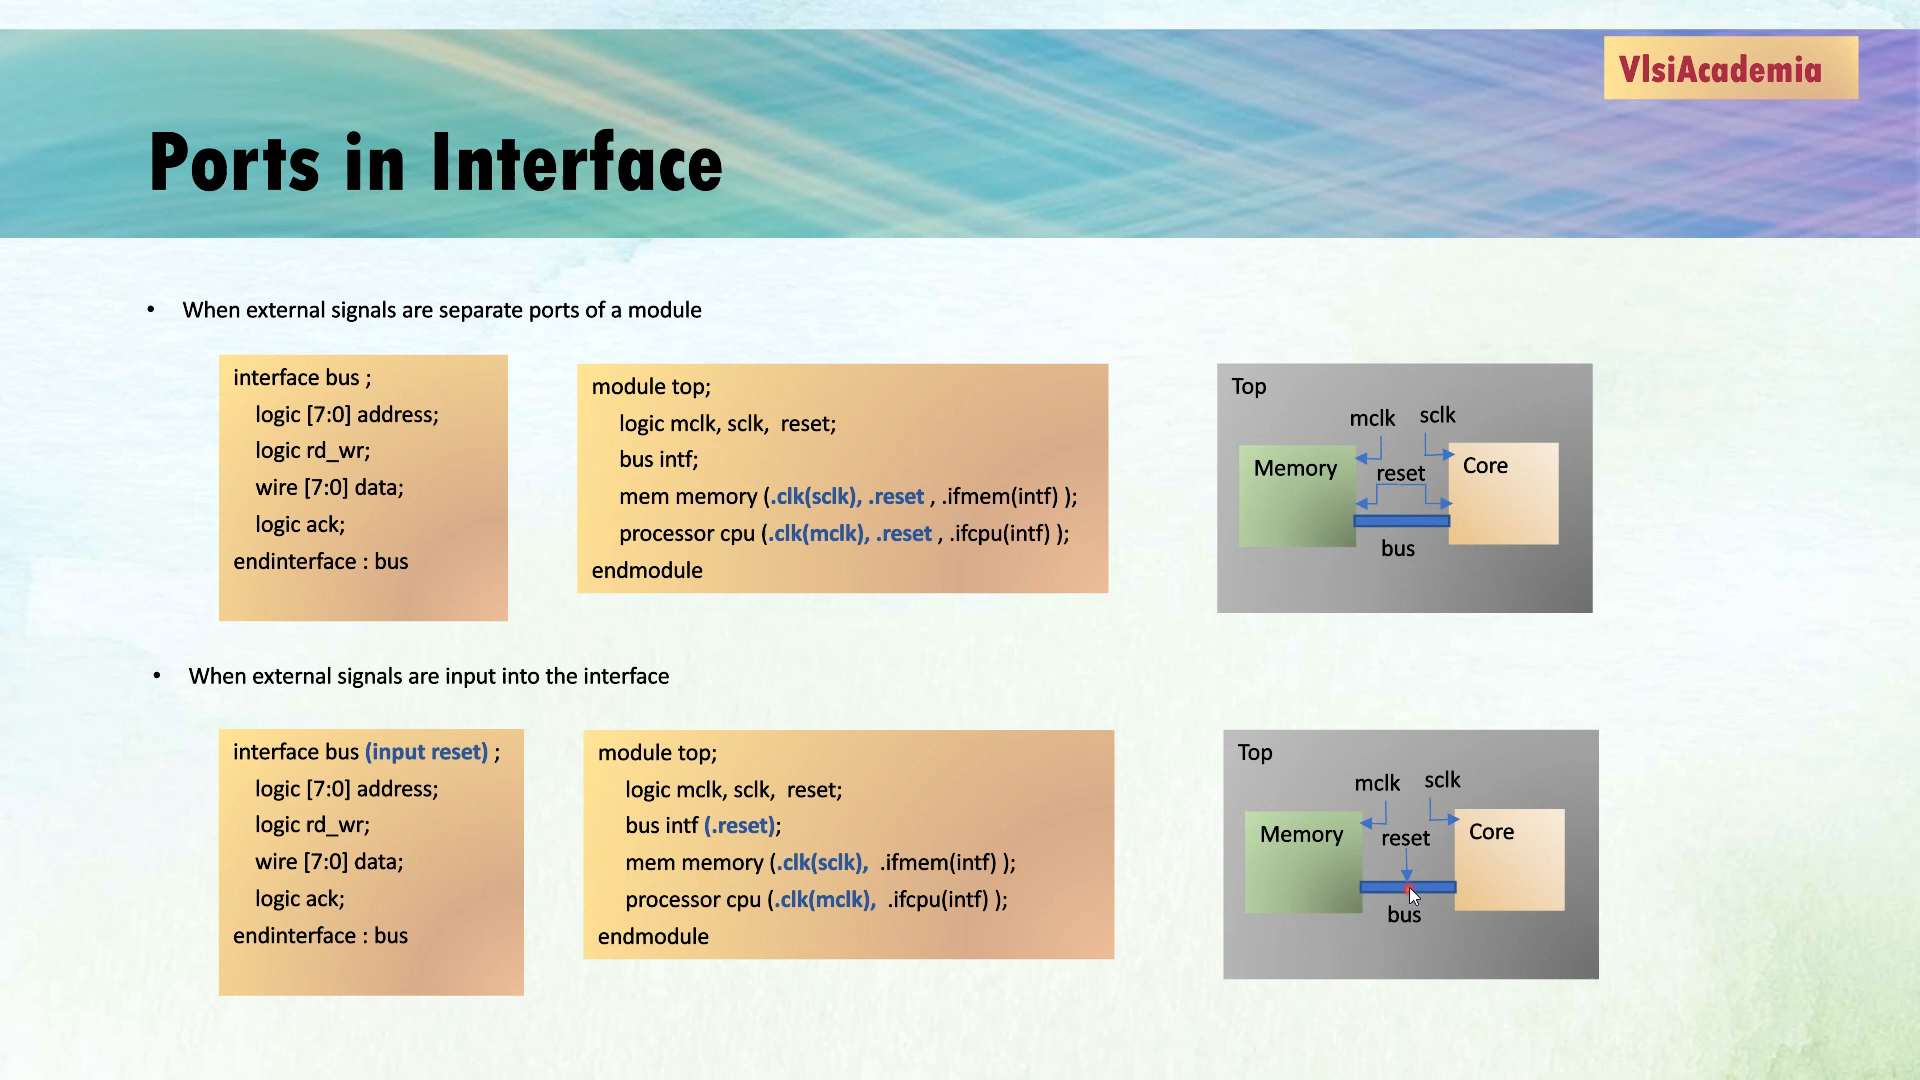 VlsiAcademia
Ports in Interface
• When external signals are separate ports of a module
interface bus ;
logic [7:0] address;
logic rd_wr;
wire [7:0] data;
logic ack;
endinterface : bus
module top;
logic mclk, sclk,  reset;
bus intf;
mem memory (.clk(sclk), .reset , .ifmem(intf) );
processor cpu (.clk(mclk), .reset , .ifcpu(intf) );
endmodule
Top
mclk sclk
Memory reset Core
bus
• When external signals are input into the interface
interface bus (input reset) ;
logic [7:0] address;
logic rd_wr;
wire [7:0] data;
logic ack;
endinterface : bus
module top;
logic mclk, sclk,  reset;
bus intf (.reset);
mem memory (.clk(sclk),  .ifmem(intf) );
processor cpu (.clk(mclk),  .ifcpu(intf) );
endmodule
Top
mclk sclk
Memory reset Core
bus